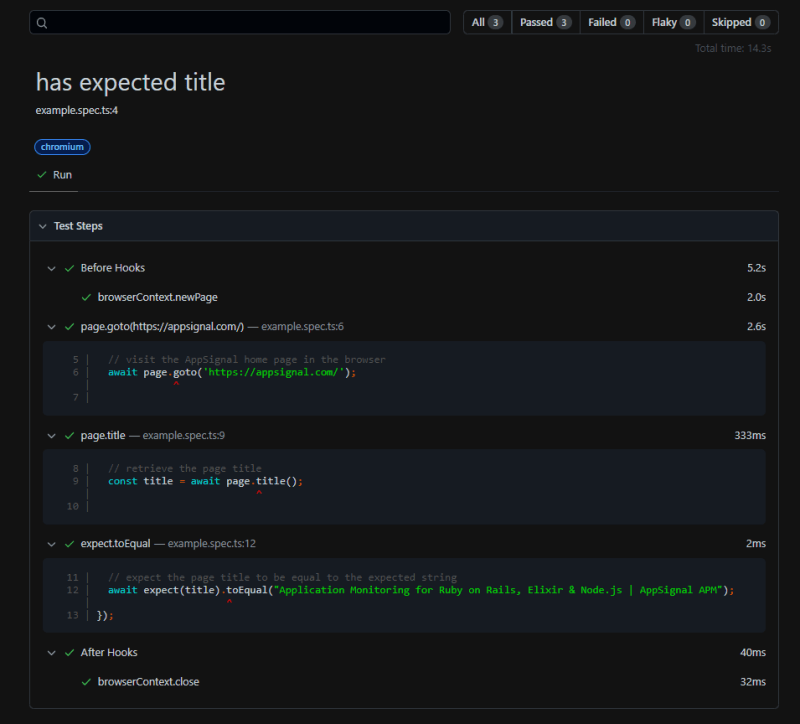 All 3 Passed 3 Failed 0 Flaky 0 Skipped 0
Total time: 14.3s
has expected title
example.spec.ts:4
chromium
Run
Test Steps
Before Hooks 5.2s
browserContext.newPage 2.0s
page.goto(https://appsignal.com/) — example.spec.ts:6 2.6s
5 | // visit the AppSignal home page in the browser
6 | await page.goto('https://appsignal.com/');
| ^
7 |
page.title — example.spec.ts:9 333ms
8 | // retrieve the page title
9 | const title = await page.title();
| ^
10 |
expect.toEqual — example.spec.ts:12 2ms
11 | // expect the page title to be equal to the expected string
12 | await expect(title).toEqual("Application Monitoring for Ruby on Rails, Elixir & Node.js | AppSignal APM");
| ^
13 | });
After Hooks 40ms
browserContext.close 32ms